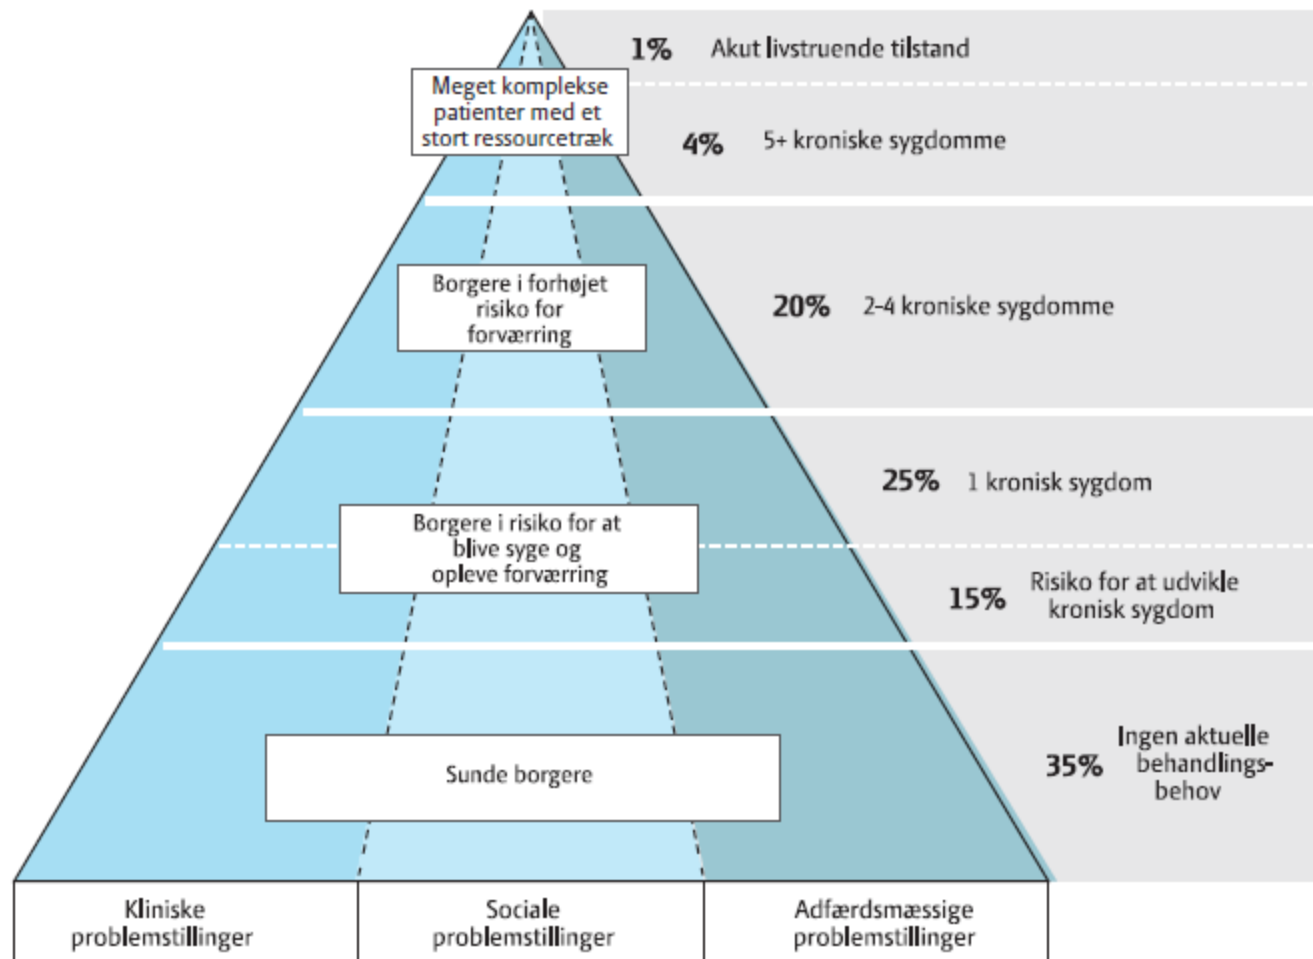 1% Akut livstruende tilstand
Meget komplekse
patienter med et
stort ressourcetræk
4% 5+ kroniske sygdomme
Borgere i forhøjet
risiko for
forværring
20% 2-4 kroniske sygdomme
25% 1 kronisk sygdom
Borgere i risiko for at
blive syge og
opleve forværring
15% Risiko for at udvikle
kronisk sygdom
Sunde borgere
35% Ingen aktuelle
behandlings-
behov
Kliniske
problemstillinger
Sociale
problemstillinger
Adfærdsmæssige
problemstillinger